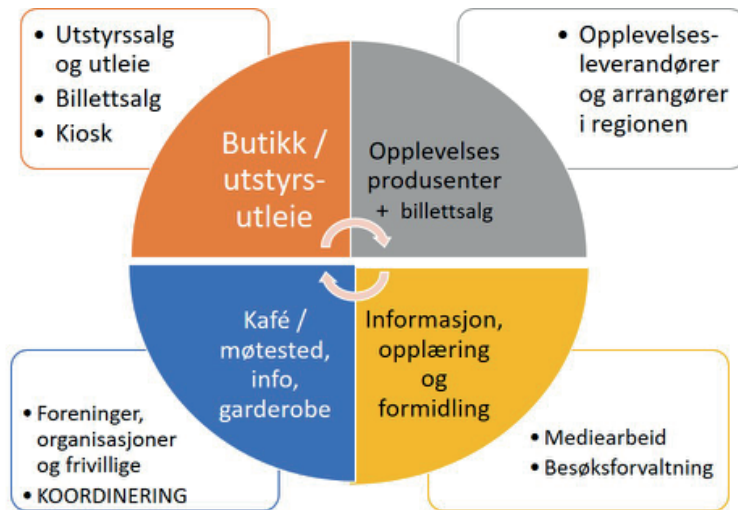 • Utstyrssalg
og utleie
• Billettsalg
• Kiosk
• Opplevelses-
leverandører
og arrangører
i regionen
Butikk /
utstyrs-
utleie
Opplevelses
produsenter
+ billettsalg
Kafé /
møtested,
info,
garderobe
Informasjon,
opplæring
og
formidling
• Foreninger,
organisasjoner
og frivillige
• KOORDINERING
• Mediearbeid
• Besøksforvaltning